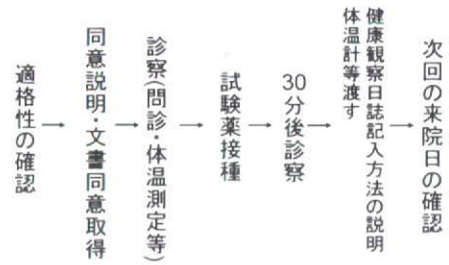 適格性の確認
同意説明・文書同意取得
診察(問診・体温測定等)
試験薬接種
30分後診察
健康観察日誌記入方法の説明
体温計等渡す
次回の来院日の確認